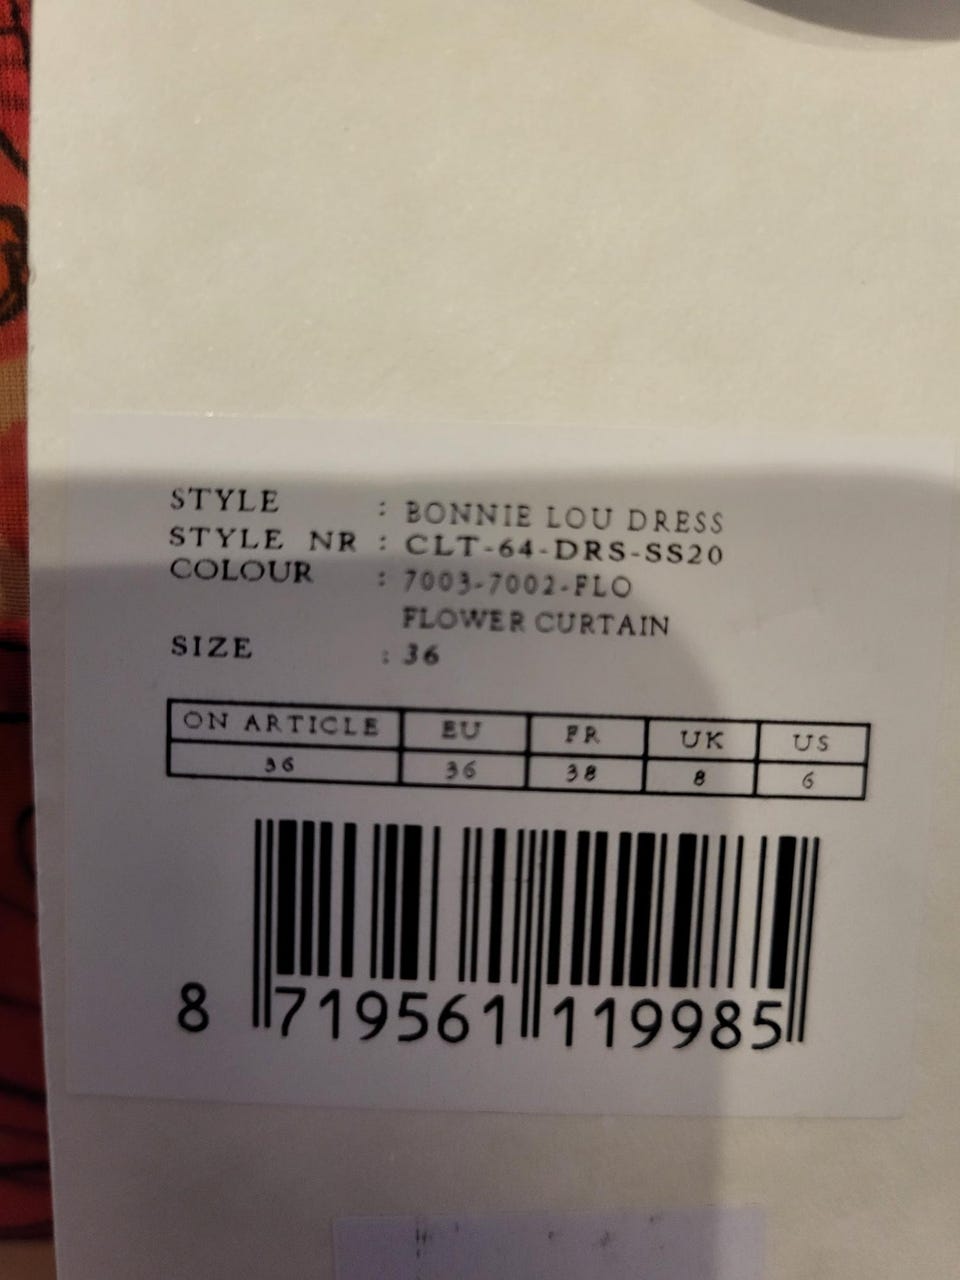 STYLE : BONNIE LOU DRESS
STYLE NR : CLT-64-DRS-SS20
COLOUR : 7003-7002-FLO
FLOWER CURTAIN
SIZE : 36
ON ARTICLE EU FR UK US
36 36 38 8 6
8 719561 119985